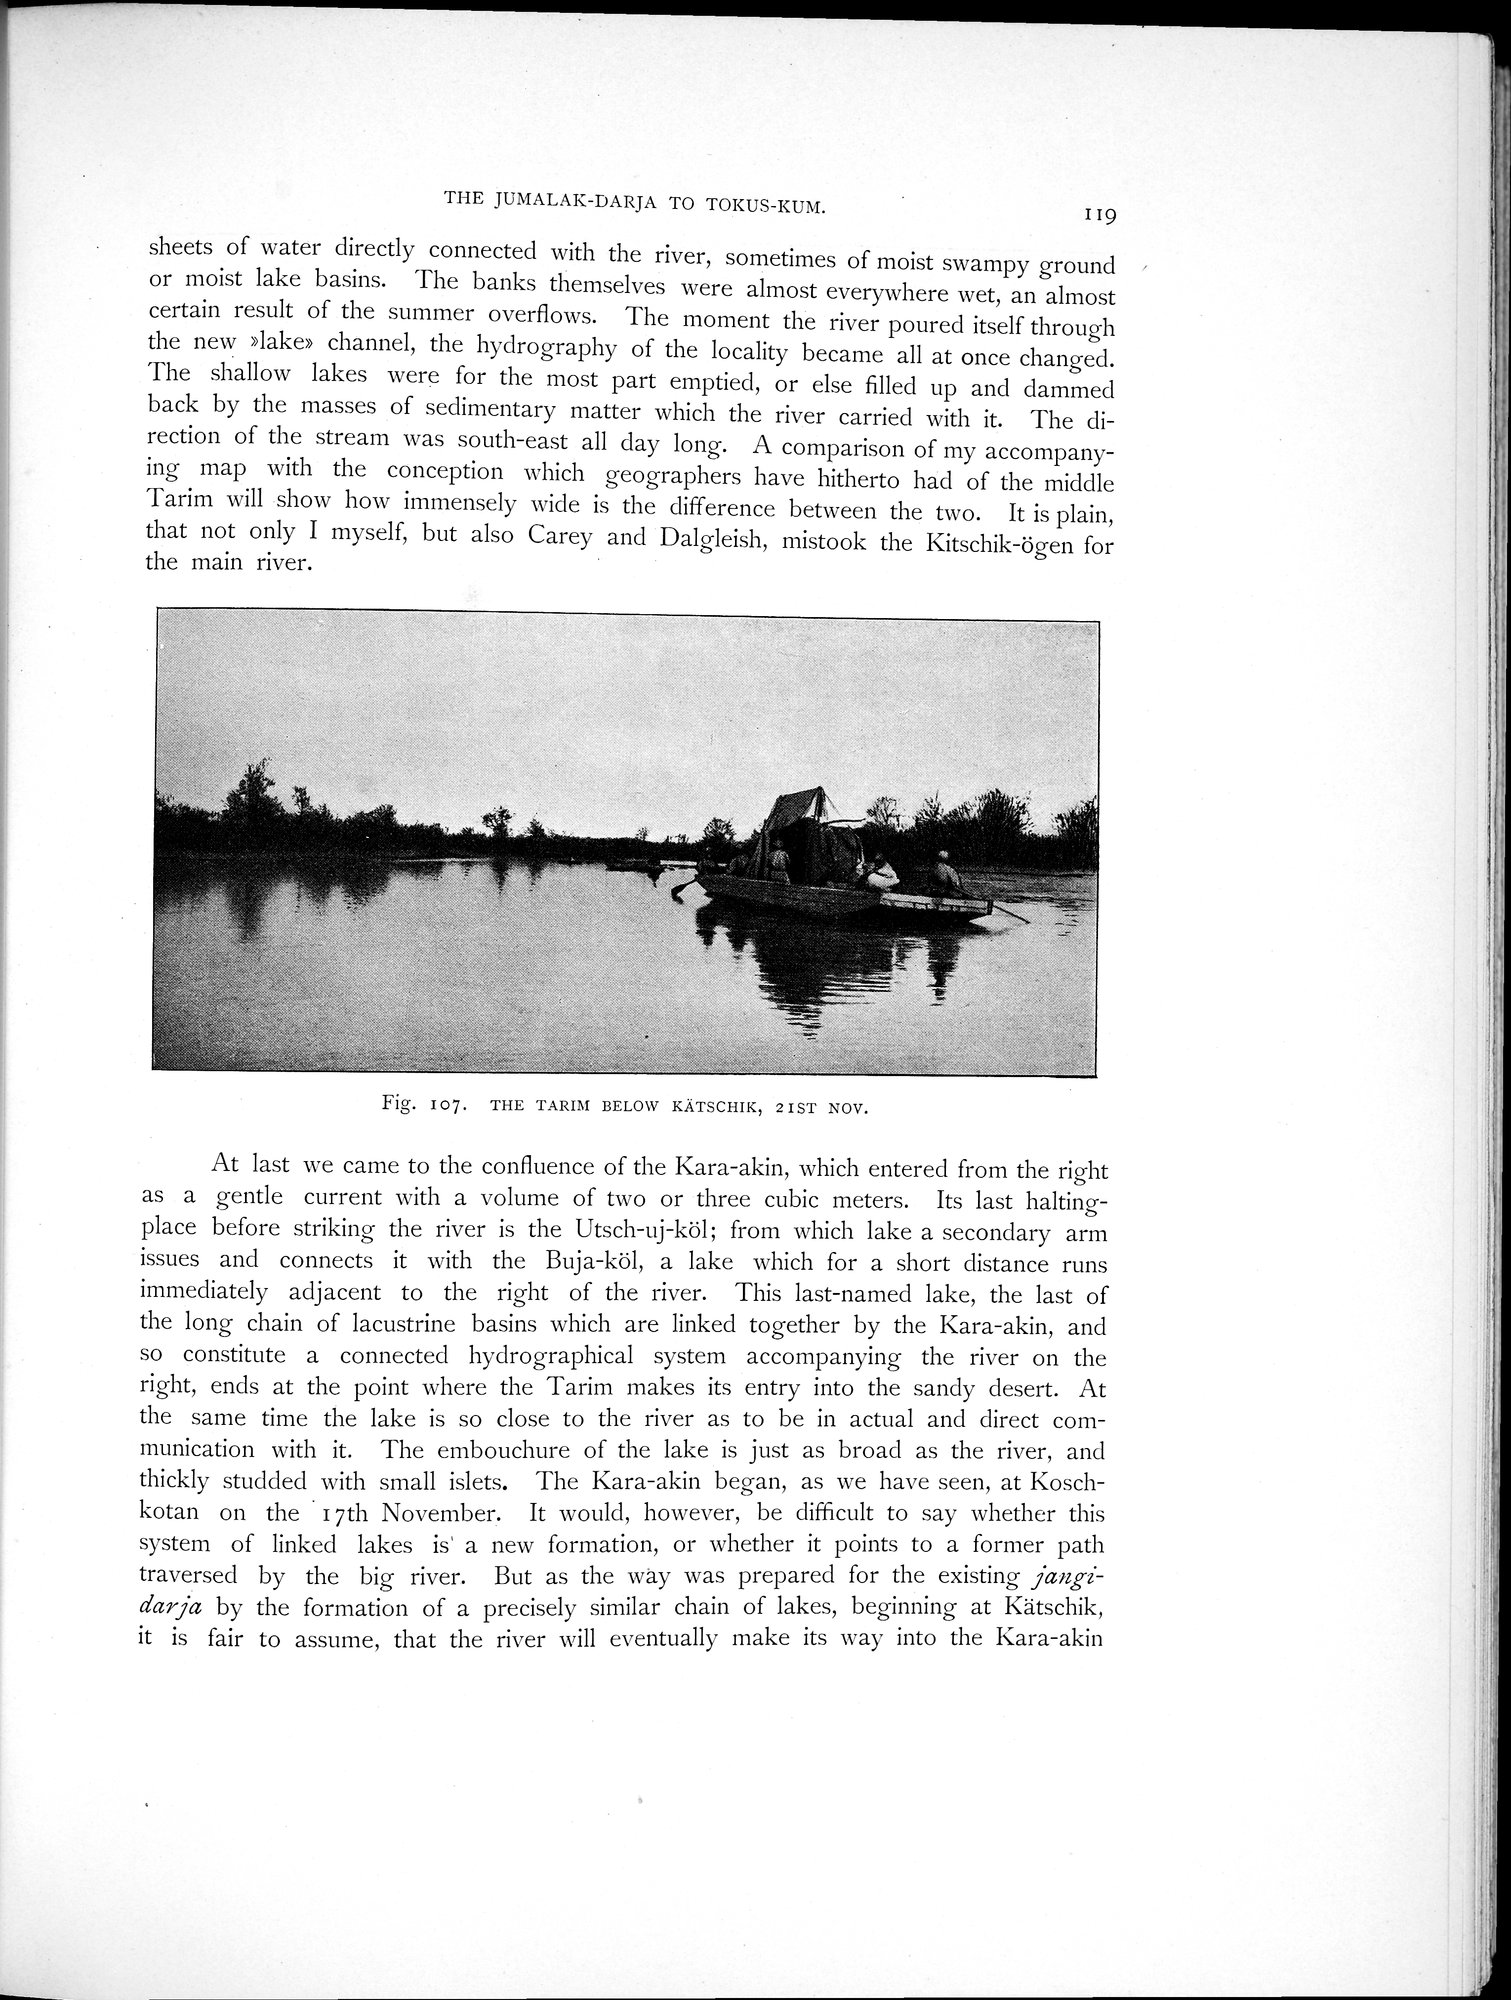 THE JUMALAK-DARJA TO TOKUS-KUM.
119
sheets of water directly connected with the river, sometimes of moist swampy ground
or moist lake basins. The banks themselves were almost everywhere wet, an almost
certain result of the summer overflows. The moment the river poured itself through
the new »lake» channel, the hydrography of the locality became all at once changed.
The shallow lakes were for the most part emptied, or else filled up and dammed
back by the masses of sedimentary matter which the river carried with it. The di-
rection of the stream was south-east all day long. A comparison of my accompany-
ing map with the conception which geographers have hitherto had of the middle
Tarim will show how immensely wide is the difference between the two. It is plain,
that not only I myself, but also Carey and Dalgleish, mistook the Kitschik-ögen for
the main river.
Fig. 107. THE TARIM BELOW KÄTSCHIK, 21ST NOV.
At last we came to the confluence of the Kara-akin, which entered from the right
as a gentle current with a volume of two or three cubic meters. Its last halting-
place before striking the river is the Utsch-uj-köl; from which lake a secondary arm
issues and connects it with the Buja-köl, a lake which for a short distance runs
immediately adjacent to the right of the river. This last-named lake, the last of
the long chain of lacustrine basins which are linked together by the Kara-akin, and
so constitute a connected hydrographical system accompanying the river on the
right, ends at the point where the Tarim makes its entry into the sandy desert. At
the same time the lake is so close to the river as to be in actual and direct com-
munication with it. The embouchure of the lake is just as broad as the river, and
thickly studded with small islets. The Kara-akin began, as we have seen, at Kosch-
kotan on the 17th November. It would, however, be difficult to say whether this
system of linked lakes is a new formation, or whether it points to a former path
traversed by the big river. But as the way was prepared for the existing jangi-
darja by the formation of a precisely similar chain of lakes, beginning at Kätschik,
it is fair to assume, that the river will eventually make its way into the Kara-akin